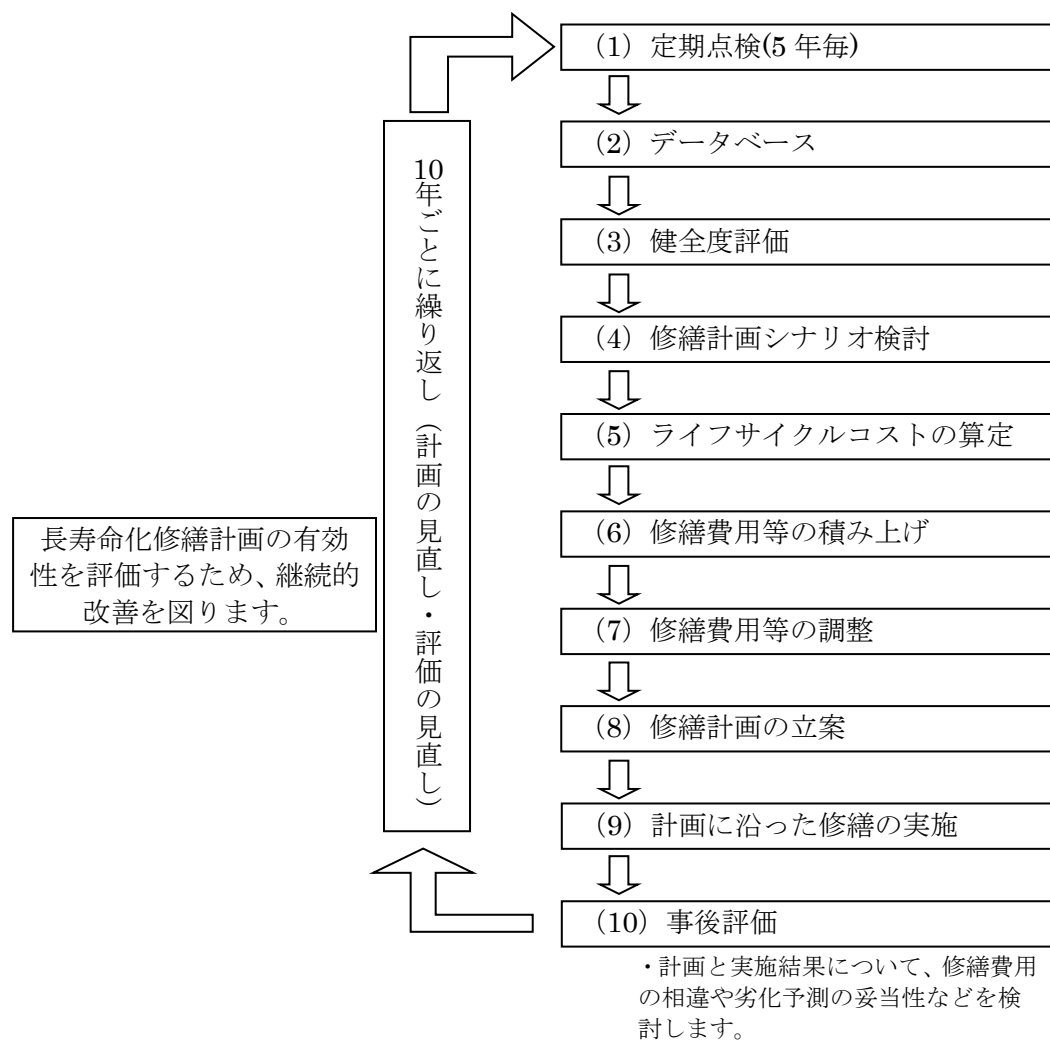 (1) 定期点検(5 年毎)
(2) データベース
(3) 健全度評価
(4) 修繕計画シナリオ検討
(5) ライフサイクルコストの算定
(6) 修繕費用等の積み上げ
(7) 修繕費用等の調整
(8) 修繕計画の立案
(9) 計画に沿った修繕の実施
(10) 事後評価
・計画と実施結果について、修繕費用
の相違や劣化予測の妥当性などを検
討します。
10年ごとに繰り返し（計画の見直し・評価の見直し）
長寿命化修繕計画の有効
性を評価するため、継続的
改善を図ります。